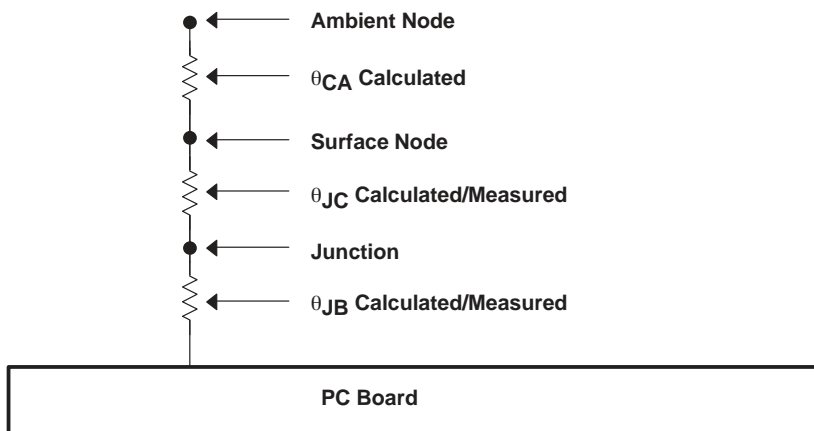 Ambient Node
θCA Calculated
Surface Node
θJC Calculated/Measured
Junction
θJB Calculated/Measured
PC Board